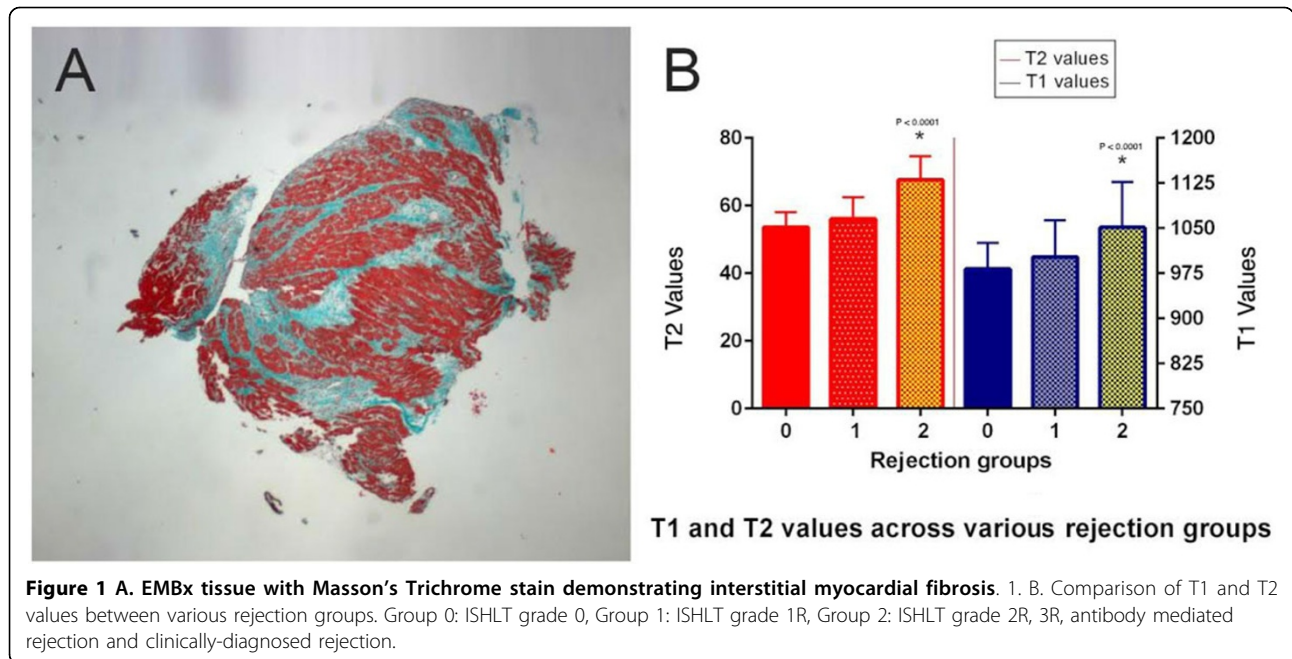 A
B
T2 values
T1 values
P < 0.0001
*
P < 0.0001
*
80
60
40
20
0
T2 Values
1200
1125
1050
975
900
825
750
T1 Values
0 1 2 0 1 2
Rejection groups
T1 and T2 values across various rejection groups
Figure 1 A. EMBx tissue with Masson's Trichrome stain demonstrating interstitial myocardial fibrosis. 1. B. Comparison of T1 and T2
values between various rejection groups. Group 0: ISHLT grade 0, Group 1: ISHLT grade 1R, Group 2: ISHLT grade 2R, 3R, antibody mediated
rejection and clinically-diagnosed rejection.